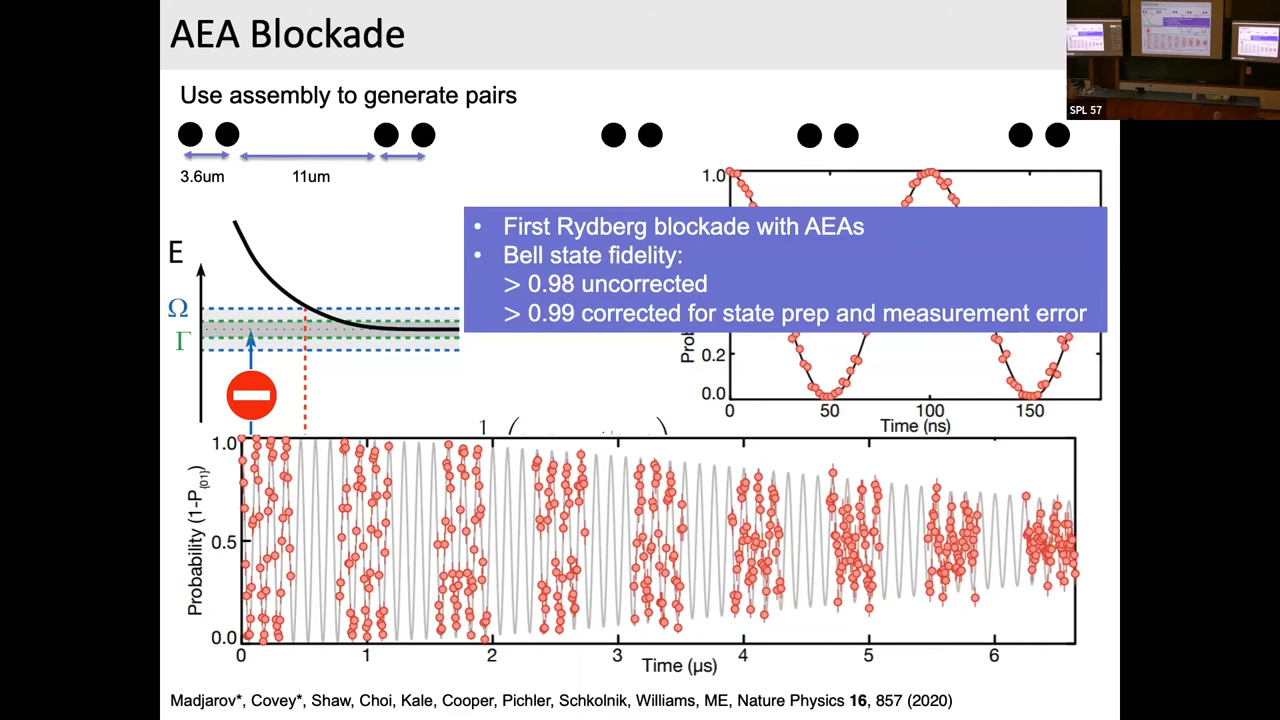 AEA Blockade
SPL 57
Use assembly to generate pairs
3.6um
11um
E
Ω
Γ
• First Rydberg blockade with AEAs
• Bell state fidelity:
> 0.98 uncorrected
> 0.99 corrected for state prep and measurement error
1.0
0.2
0.0
0 50 100 150
Time (ns)
1.0
0.5
0.0
Probability (1-P{01})
0 1 2 3 4 5 6
Time (μs)
Madjarov*, Covey*, Shaw, Choi, Kale, Cooper, Pichler, Schkolnik, Williams, ME, Nature Physics 16, 857 (2020)